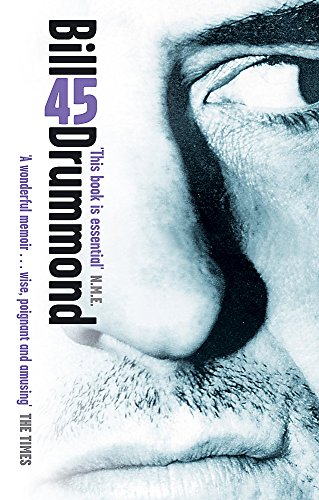 Bill
45
Drummond
'This book is essential' N.M.E.
'A wonderful memoir . . . wise, poignant and amusing' THE TIMES